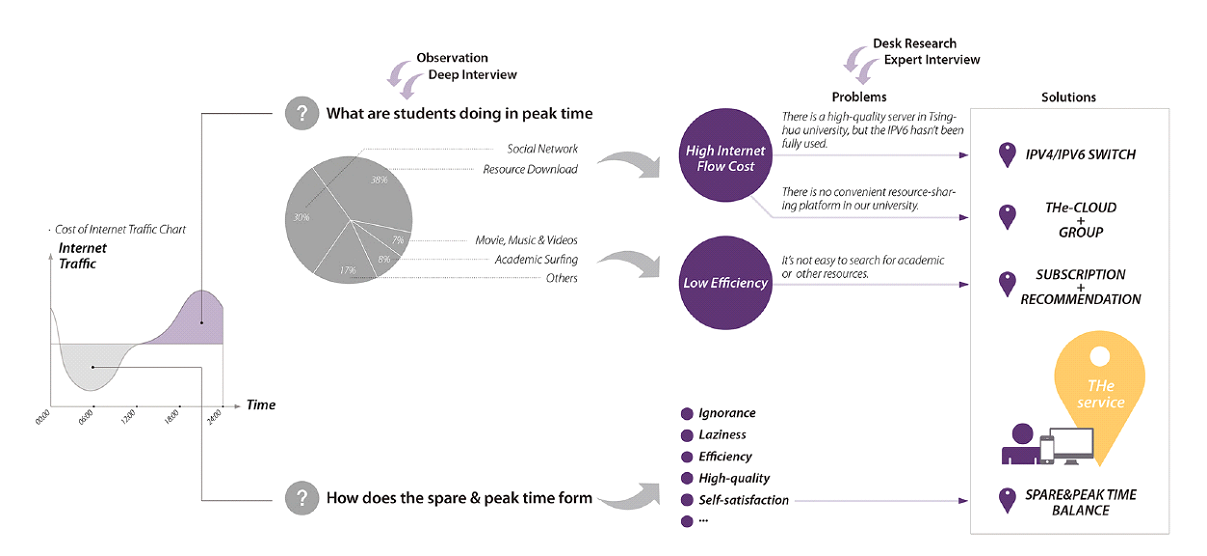 Observation
Deep Interview
Desk Research
Expert Interview
?
What are students doing in peak time
Social Network
Resource Download
Movie, Music & Videos
Academic Surfing
Others
38%
30%
7%
8%
17%
· Cost of Internet Traffic Chart
Internet
Traffic
Time
00:00
06:00
12:00
18:00
24:00
Problems
High Internet
Flow Cost
There is a high-quality server in Tsing-
hua university, but the IPV6 hasn't been
fully used.
There is no convenient resource-shar-
ing platform in our university.
Low Efficiency
It's not easy to search for academic
or other resources.
Solutions
IPV4/IPV6 SWITCH
THe-CLOUD
+
GROUP
SUBSCRIPTION
+
RECOMMENDATION
THe
service
?
How does the spare & peak time form
Ignorance
Laziness
Efficiency
High-quality
Self-satisfaction
...
SPARE&PEAK TIME
BALANCE